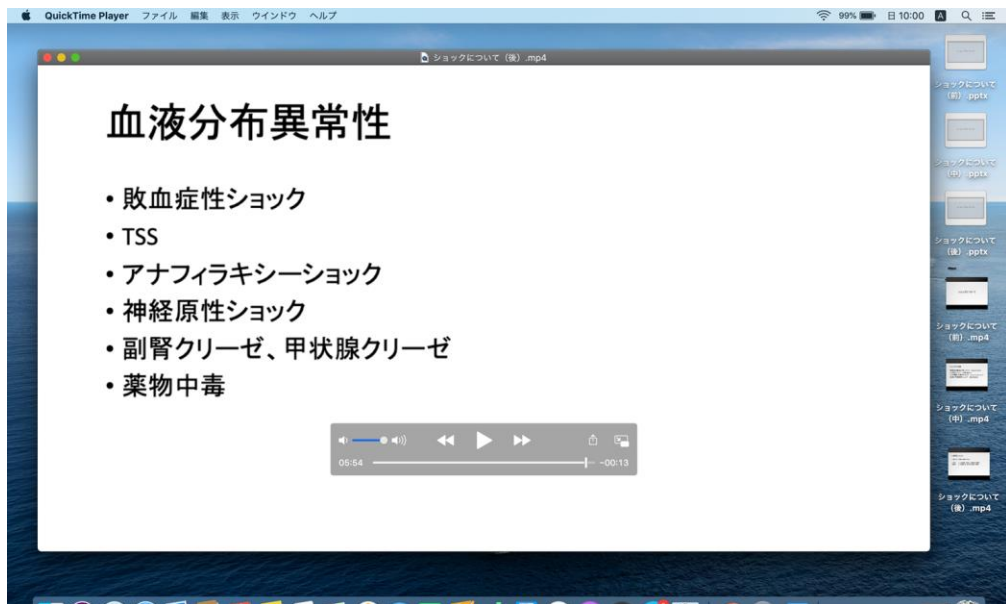 QuickTime Player ファイル 編集 表示 ウインドウ ヘルプ 99% 日 10:00 A
ショックについて（後）.mp4
血液分布異常性
• 敗血症性ショック
• TSS
• アナフィラキシーショック
• 神経原性ショック
• 副腎クリーゼ、甲状腺クリーゼ
• 薬物中毒
05:54 -00:13
ショックについて
（前）.pptx
ショックについて
（中）.pptx
ショックについて
（後）.pptx
ショックについて
（前）.mp4
ショックについて
（中）.mp4
ショックについて
（後）.mp4